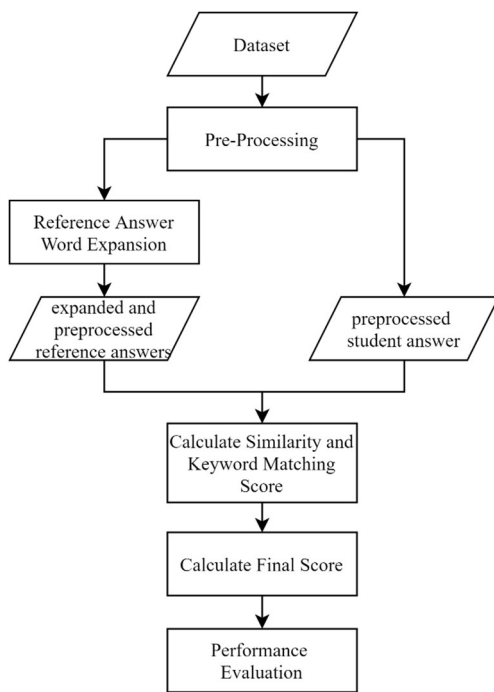 Dataset
Pre-Processing
Reference Answer
Word Expansion
expanded and
preprocessed
reference answers
preprocessed
student answer
Calculate Similarity and
Keyword Matching
Score
Calculate Final Score
Performance
Evaluation